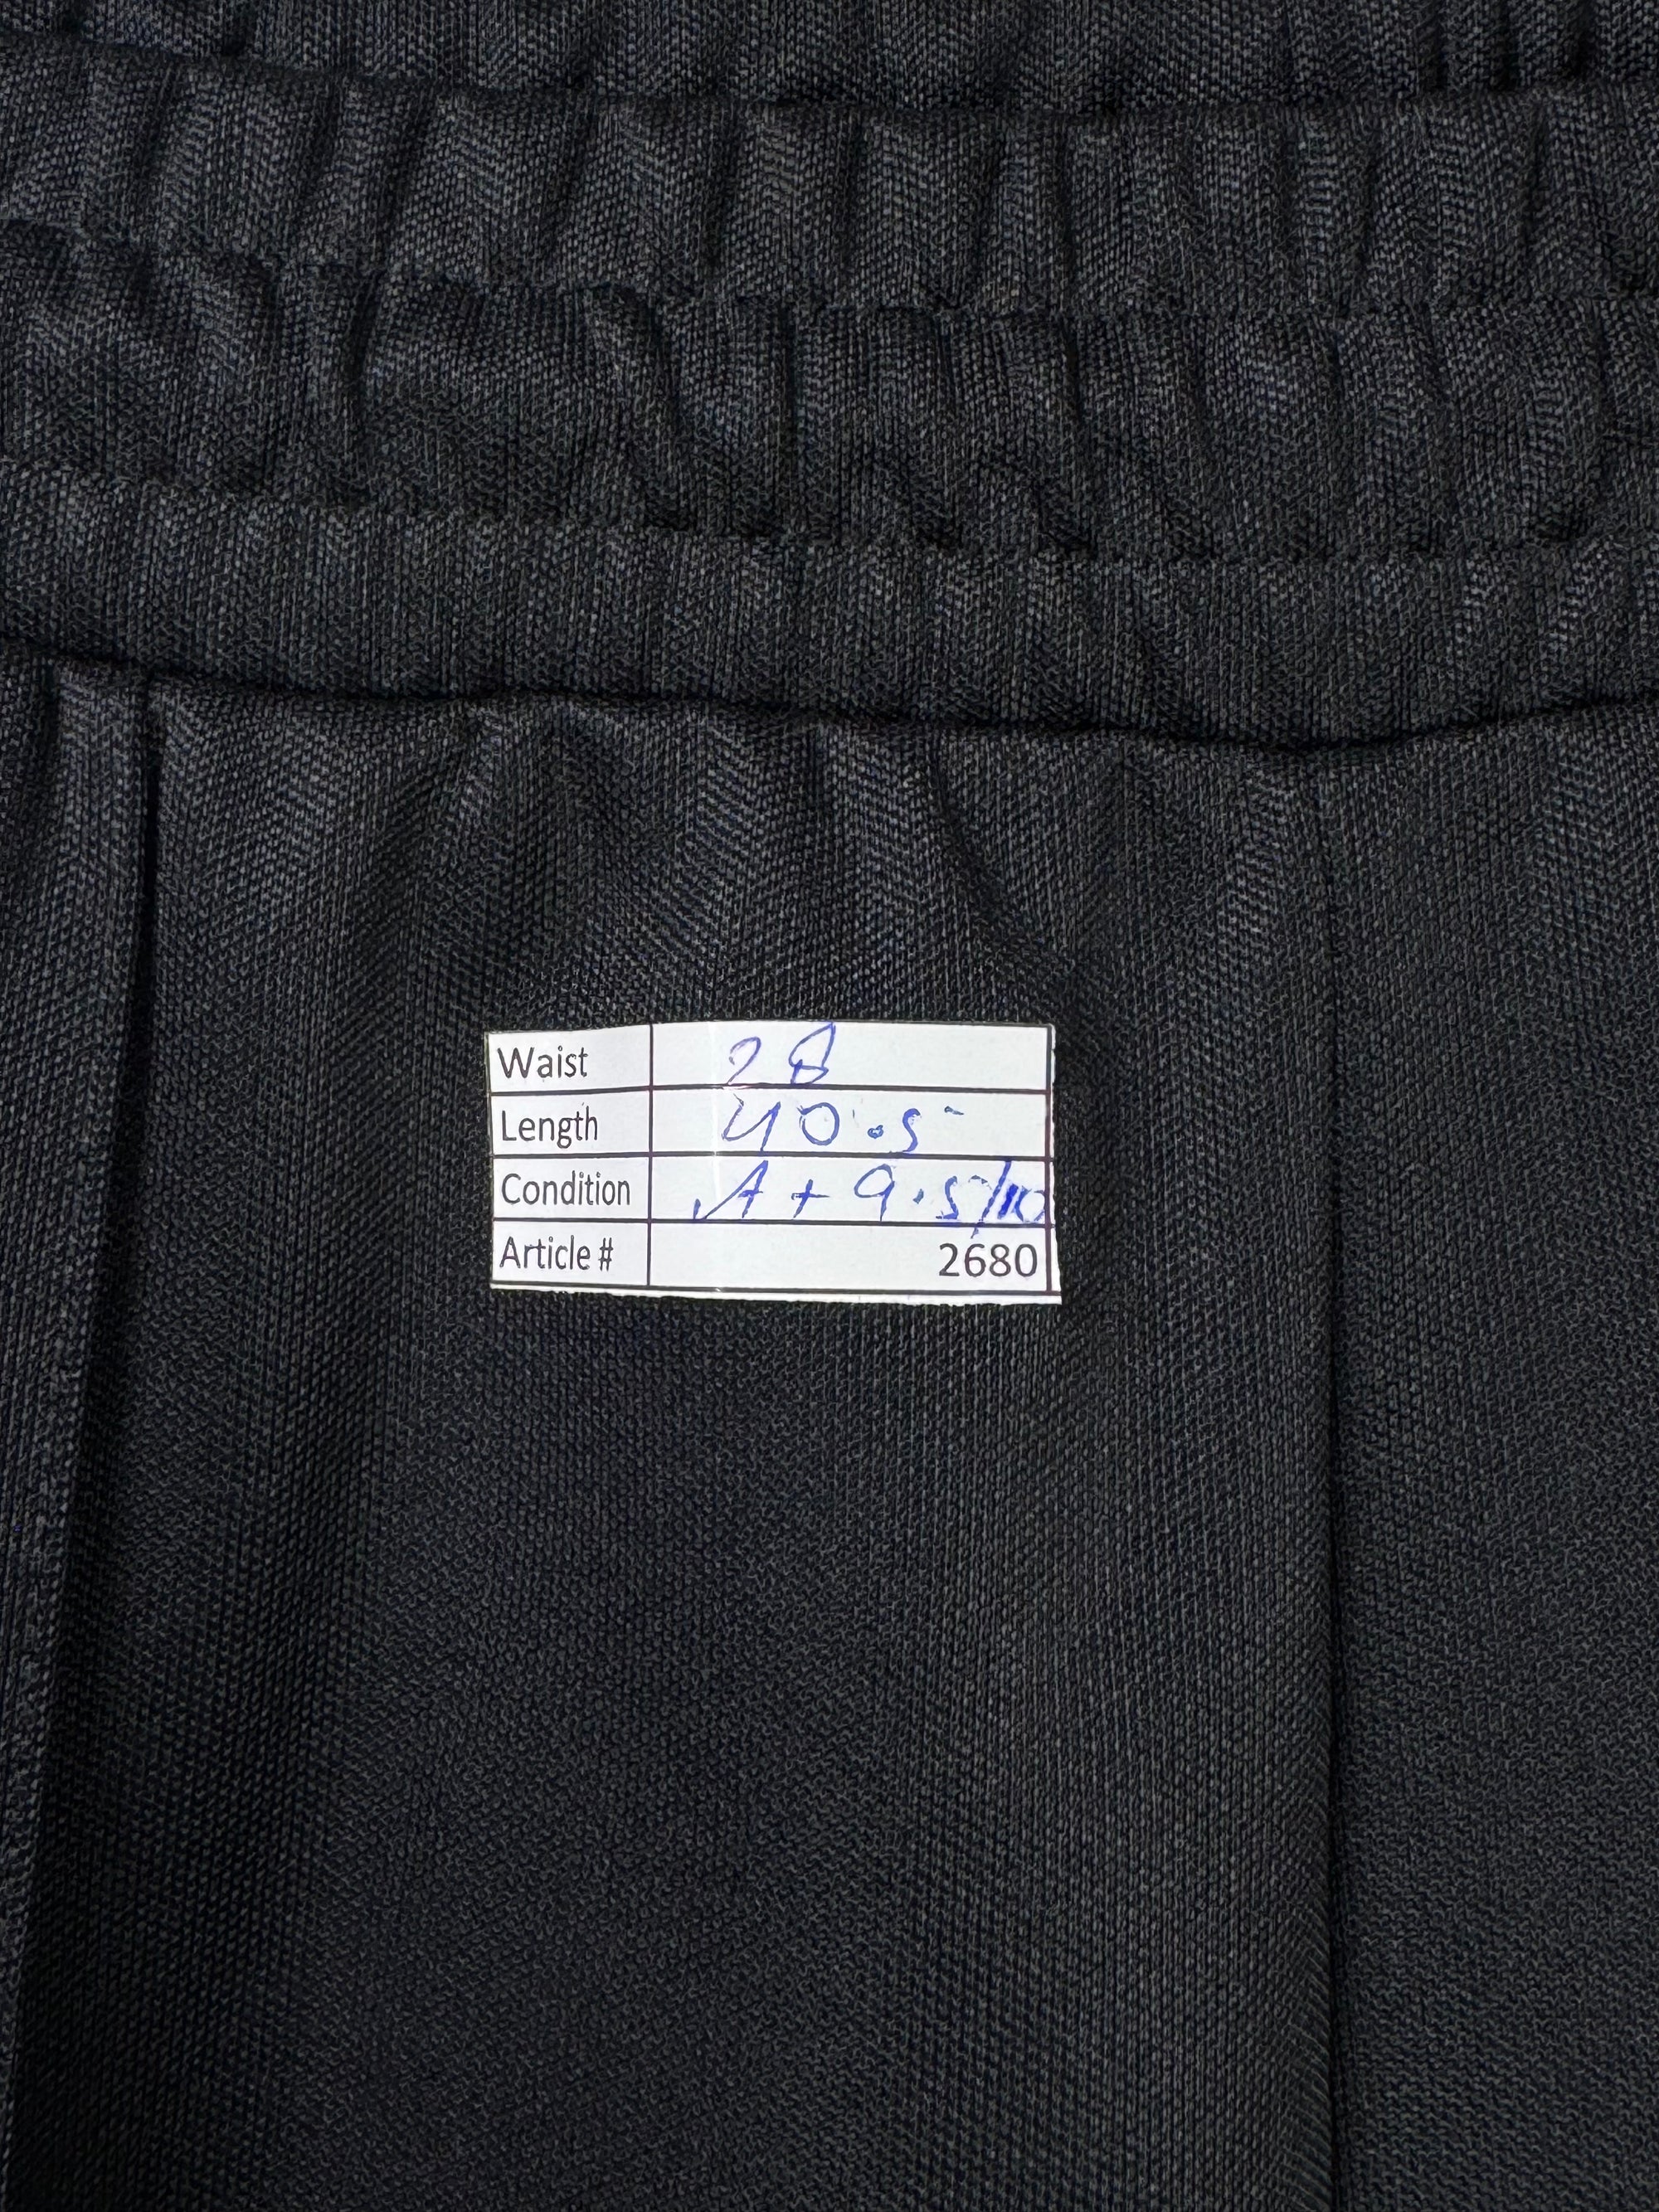 Waist 28
Length 40.5
Condition A+ 9.5/10
Article # 2680